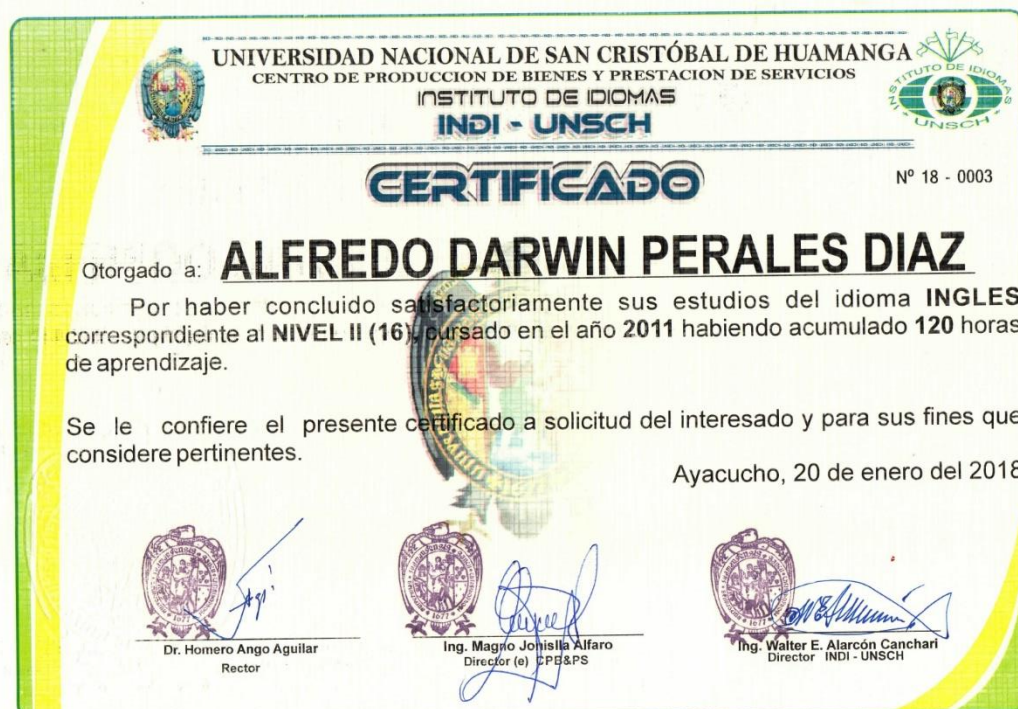 UNIVERSIDAD NACIONAL DE SAN CRISTÓBAL DE HUAMANGA
CENTRO DE PRODUCCION DE BIENES Y PRESTACION DE SERVICIOS
INSTITUTO DE IDIOMAS
INDI - UNSCH
INSTITUTO DE IDIOMAS
UNSCH
CERTIFICADO
Nº 18 - 0003
Otorgado a: ALFREDO DARWIN PERALES DIAZ
Por haber concluido satisfactoriamente sus estudios del idioma INGLES
correspondiente al NIVEL II (16), cursado en el año 2011 habiendo acumulado 120 horas
de aprendizaje.
Se le confiere el presente certificado a solicitud del interesado y para sus fines que
considere pertinentes.
Ayacucho, 20 de enero del 2018
1677
1677
Dr. Homero Ango Aguilar
Rector
Ing. Magno Jonislla Alfaro
Director (e) CPB&PS
Ing. Walter E. Alarcón Canchari
Director INDI - UNSCH